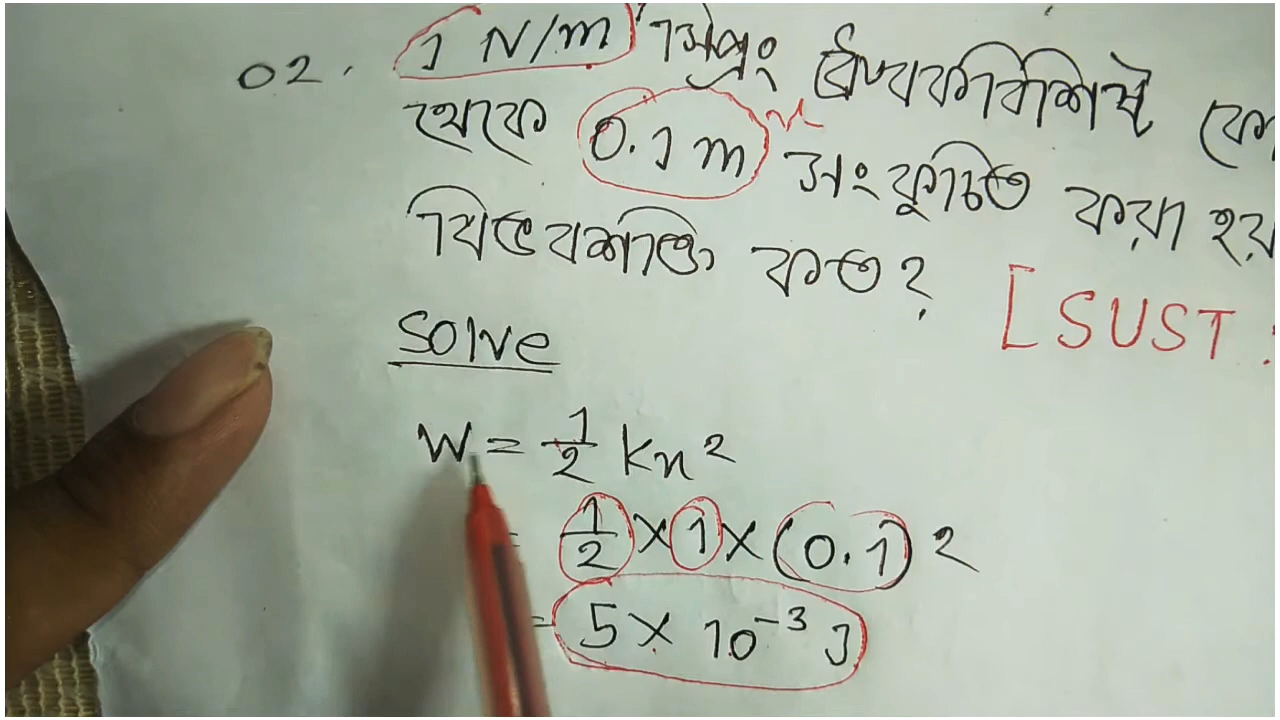 02. 1 N/m স্প্রিং ধ্রুবকবিশিষ্ট
থেকে 0.1 m x সংকুচিত করা হয়
বিভবশক্তি কত?
[SUST
Solve
W = 1/2 Kx²
= 1/2 × 1 × (0.1)²
= 5 × 10⁻³ J